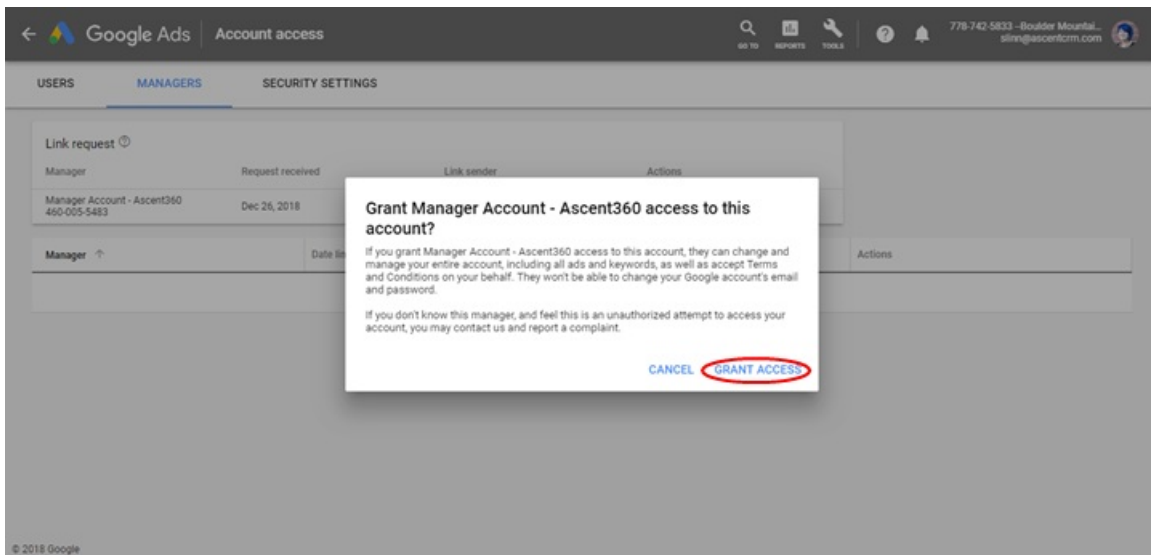 Google Ads
Account access
GO TO
REPORTS
TOOLS
778-742-5833 –Boulder Mountai...
slinn@ascentcrm.com
USERS
MANAGERS
SECURITY SETTINGS
Link request
Manager
Request received
Link sender
Actions
Manager Account - Ascent360
460-005-5483
Dec 26, 2018
Grant Manager Account - Ascent360 access to this
account?
If you grant Manager Account - Ascent360 access to this account, they can change and
manage your entire account, including all ads and keywords, as well as accept Terms
and Conditions on your behalf. They won't be able to change your Google account's email
and password.
If you don't know this manager, and feel this is an unauthorized attempt to access your
account, you may contact us and report a complaint.
CANCEL
GRANT ACCESS
Manager
Date lin
Actions
© 2018 Google